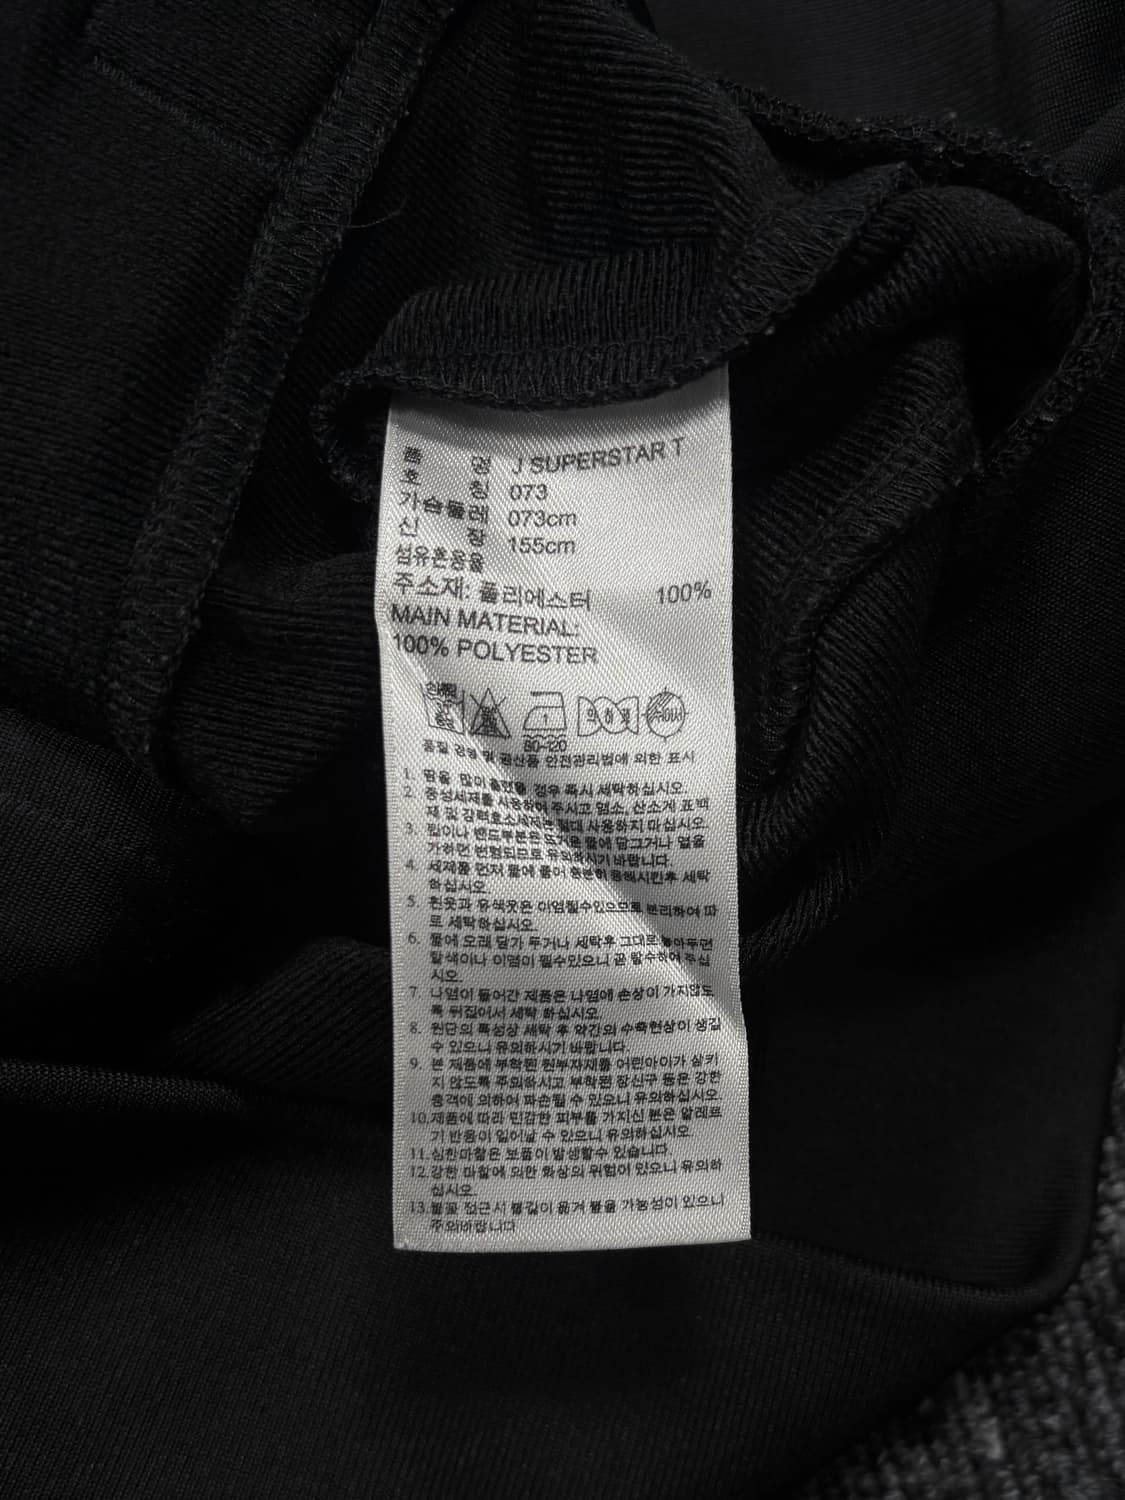 품 명 J SUPERSTAR T
호 칭 073
가슴둘레 073cm
신 장 155cm
섬유혼용율
주소재: 폴리에스터 100%
MAIN MATERIAL:
100% POLYESTER
80~120
품질 경영 및 공산품 안전관리법에 의한 표시
1. 땀을 많이 흘렸을 경우 즉시 세탁하십시오.
2. 중성세제를 사용하여 주시고 염소, 산소계 표백
제 및 강력효소세제는 절대 사용하지 마십시오.
3. 립이나 밴드부분은 뜨거운 물에 담그거나 열을
가하면 변형되므로 유의하시기 바랍니다.
4. 세제를 먼저 물에 풀어 충분히 용해시킨후 세탁
하십시오.
5. 흰옷과 유색옷은 이염될수있으므로 분리하여 따
로 세탁하십시오.
6. 물에 오래 담가 두거나 세탁후 그대로 놓아두면
탈색이나 이염이 될수있으니 곧 탈수하여 주십
시오.
7. 나염이 들어간 제품은 나염에 손상이 가지않도
록 뒤집어서 세탁 하십시오.
8. 원단의 특성상 세탁 후 약간의 수축현상이 생길
수 있으니 유의하시기 바랍니다.
9. 본 제품에 부착된 원부자재를 어린아이가 삼키
지 않도록 주의하시고 부착된 장신구 등은 강한
충격에 의하여 파손될 수 있으니 유의하십시오.
10.제품에 따라 민감한 피부를 가지신 분은 알레르
기 반응이 일어날 수 있으니 유의하십시오.
11.심한마찰은 보풀이 발생할수 있습니다.
12.강한 마찰에 의한 화상의 위험이 있으니 유의하
십시오.
13.불꽃 접근시 불길이 옮겨 붙을 가능성이 있으니
주의바랍니다